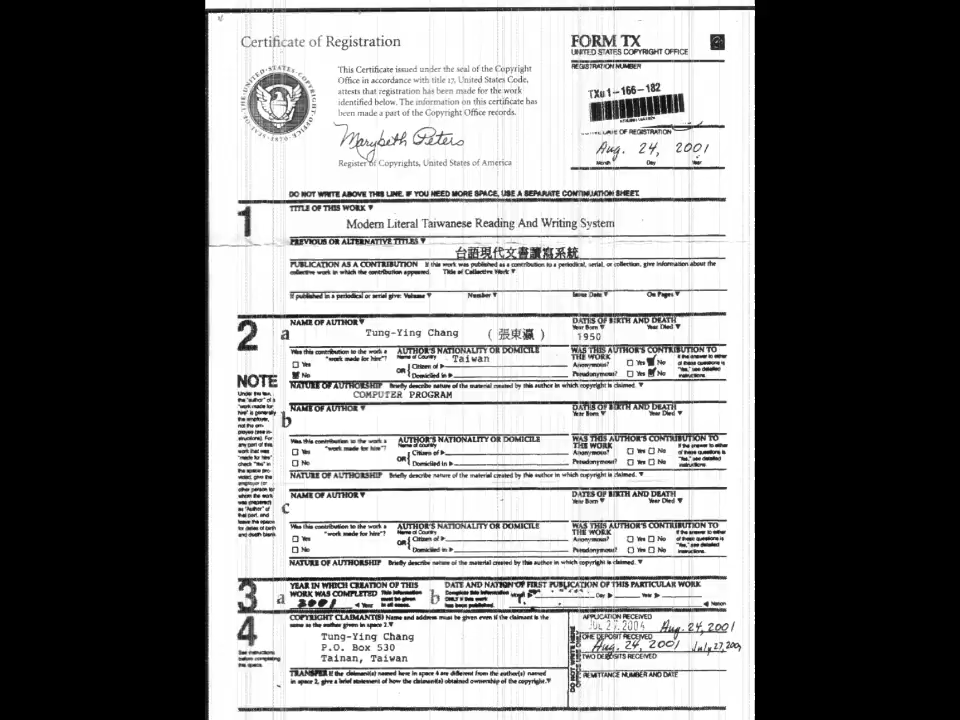 Certificate of Registration
FORM TX
UNITED STATES COPYRIGHT OFFICE
REGISTRATION NUMBER
TXu 1-166-182
This Certificate issued under the seal of the Copyright
Office in accordance with title 17, United States Code,
attests that registration has been made for the work
identified below. The information on this certificate has
been made a part of the Copyright Office records.
DATE OF REGISTRATION
Aug. 24, 2001
Month Day Year
Marybeth Peters
Register of Copyrights, United States of America
DO NOT WRITE ABOVE THIS LINE. IF YOU NEED MORE SPACE, USE A SEPARATE CONTINUATION SHEET.
1
TITLE OF THIS WORK ▼
Modern Literal Taiwanese Reading And Writing System
PREVIOUS OR ALTERNATIVE TITLES ▼
台語現代文書讀寫系統
PUBLICATION AS A CONTRIBUTION If this work was published as a contribution to a periodical, serial, or collection, give information about the
collective work in which the contribution appeared. Title of Collective Work ▼
If published in a periodical or serial give: Volume ▼ Number ▼ Issue Date ▼ On Pages ▼
2
a
NAME OF AUTHOR ▼
Tung-Ying Chang (張東瀛)
DATES OF BIRTH AND DEATH
Year Born ▼ Year Died ▼
1950
Was this contribution to the work a
"work made for hire"?
Yes
No
AUTHOR'S NATIONALITY OR DOMICILE
Name of Country
Taiwan
OR { Citizen of ▶
Domiciled in ▶
WAS THIS AUTHOR'S CONTRIBUTION TO
THE WORK
Anonymous? Yes No
Pseudonymous? Yes No
If the answer to either
of these questions is
"Yes," see detailed
instructions.
NATURE OF AUTHORSHIP Briefly describe nature of the material created by this author in which copyright is claimed. ▼
COMPUTER PROGRAM
NOTE
Under the law,
the "author" of a
"work made for
hire" is generally
the employer,
not the em-
ployee (see in-
structions). For
any part of this
work that was
"made for hire"
check "Yes" in
the space pro-
vided, give the
employer (or
other person for
whom the work
was prepared)
as "Author" of
that part, and
leave the space
for dates of birth
and death blank.
b
NAME OF AUTHOR ▼
DATES OF BIRTH AND DEATH
Year Born ▼ Year Died ▼
Was this contribution to the work a
"work made for hire"?
Yes
No
AUTHOR'S NATIONALITY OR DOMICILE
Name of Country
OR { Citizen of ▶
Domiciled in ▶
WAS THIS AUTHOR'S CONTRIBUTION TO
THE WORK
Anonymous? Yes No
Pseudonymous? Yes No
If the answer to either
of these questions is
"Yes," see detailed
instructions.
NATURE OF AUTHORSHIP Briefly describe nature of the material created by this author in which copyright is claimed. ▼
c
NAME OF AUTHOR ▼
DATES OF BIRTH AND DEATH
Year Born ▼ Year Died ▼
Was this contribution to the work a
"work made for hire"?
Yes
No
AUTHOR'S NATIONALITY OR DOMICILE
Name of Country
OR { Citizen of ▶
Domiciled in ▶
WAS THIS AUTHOR'S CONTRIBUTION TO
THE WORK
Anonymous? Yes No
Pseudonymous? Yes No
If the answer to either
of these questions is
"Yes," see detailed
instructions.
NATURE OF AUTHORSHIP Briefly describe nature of the material created by this author in which copyright is claimed. ▼
3
a
YEAR IN WHICH CREATION OF THIS
WORK WAS COMPLETED This information
must be given
in all cases.
2001 ◀ Year
b
DATE AND NATION OF FIRST PUBLICATION OF THIS PARTICULAR WORK
Complete this information
ONLY if this work
has been published.
Day ▶ Year ▶
◀ Nation
4
See instructions
before completing
this space.
COPYRIGHT CLAIMANT(S) Name and address must be given even if the claimant is the
same as the author given in space 2. ▼
Tung-Ying Chang
P.O. Box 530
Tainan, Taiwan
TRANSFER If the claimant(s) named here in space 4 are different from the author(s) named
in space 2, give a brief statement of how the claimant(s) obtained ownership of the copyright. ▼
DO NOT WRITE HERE
OFFICE USE ONLY
APPLICATION RECEIVED
JUL 27. 2004 Aug. 24, 2001
ONE DEPOSIT RECEIVED
Aug. 24, 2001
TWO DEPOSITS RECEIVED
REMITTANCE NUMBER AND DATE